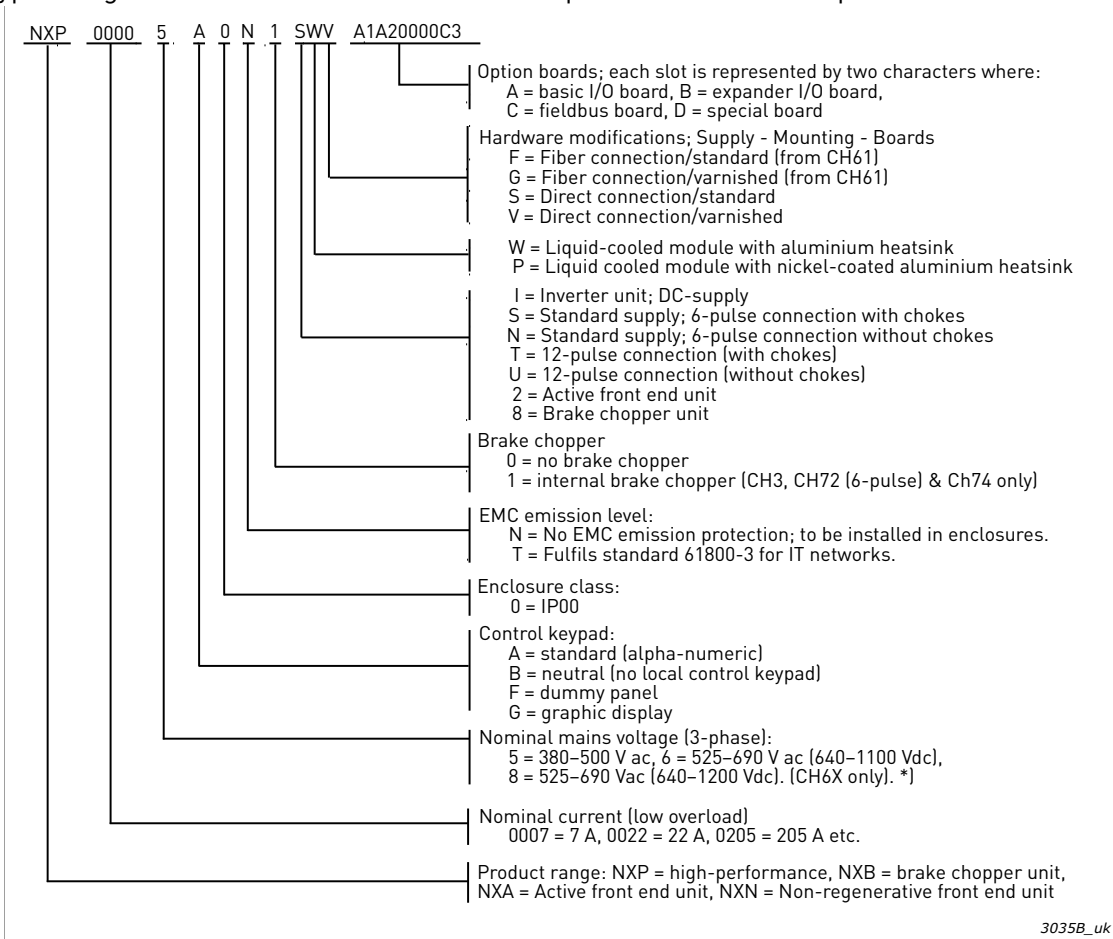 NXP 0000 5 A 0 N 1 SWV A1A20000C3
Option boards; each slot is represented by two characters where:
A = basic I/O board, B = expander I/O board,
C = fieldbus board, D = special board
Hardware modifications; Supply - Mounting - Boards
F = Fiber connection/standard (from CH61)
G = Fiber connection/varnished (from CH61)
S = Direct connection/standard
V = Direct connection/varnished
W = Liquid-cooled module with aluminium heatsink
P = Liquid cooled module with nickel-coated aluminium heatsink
I = Inverter unit; DC-supply
S = Standard supply; 6-pulse connection with chokes
N = Standard supply; 6-pulse connection without chokes
T = 12-pulse connection (with chokes)
U = 12-pulse connection (without chokes)
2 = Active front end unit
8 = Brake chopper unit
Brake chopper
0 = no brake chopper
1 = internal brake chopper (CH3, CH72 (6-pulse) & Ch74 only)
EMC emission level:
N = No EMC emission protection; to be installed in enclosures.
T = Fulfils standard 61800-3 for IT networks.
Enclosure class:
0 = IP00
Control keypad:
A = standard (alpha-numeric)
B = neutral (no local control keypad)
F = dummy panel
G = graphic display
Nominal mains voltage (3-phase):
5 = 380–500 V ac, 6 = 525–690 V ac (640–1100 Vdc),
8 = 525–690 Vac (640–1200 Vdc). (CH6X only). *)
Nominal current (low overload)
0007 = 7 A, 0022 = 22 A, 0205 = 205 A etc.
Product range: NXP = high-performance, NXB = brake chopper unit,
NXA = Active front end unit, NXN = Non-regenerative front end unit
3035B_uk